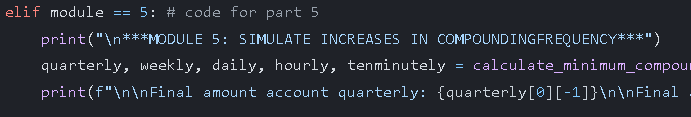 elif module == 5: # code for part 5
print("\n***MODULE 5: SIMULATE INCREASES IN COMPOUNDINGFREQUENCY***")
quarterly, weekly, daily, hourly, tenminutely = calculate_minimum_compou
print(f"\n\nFinal amount account quarterly: {quarterly[0][-1]}\n\nFinal